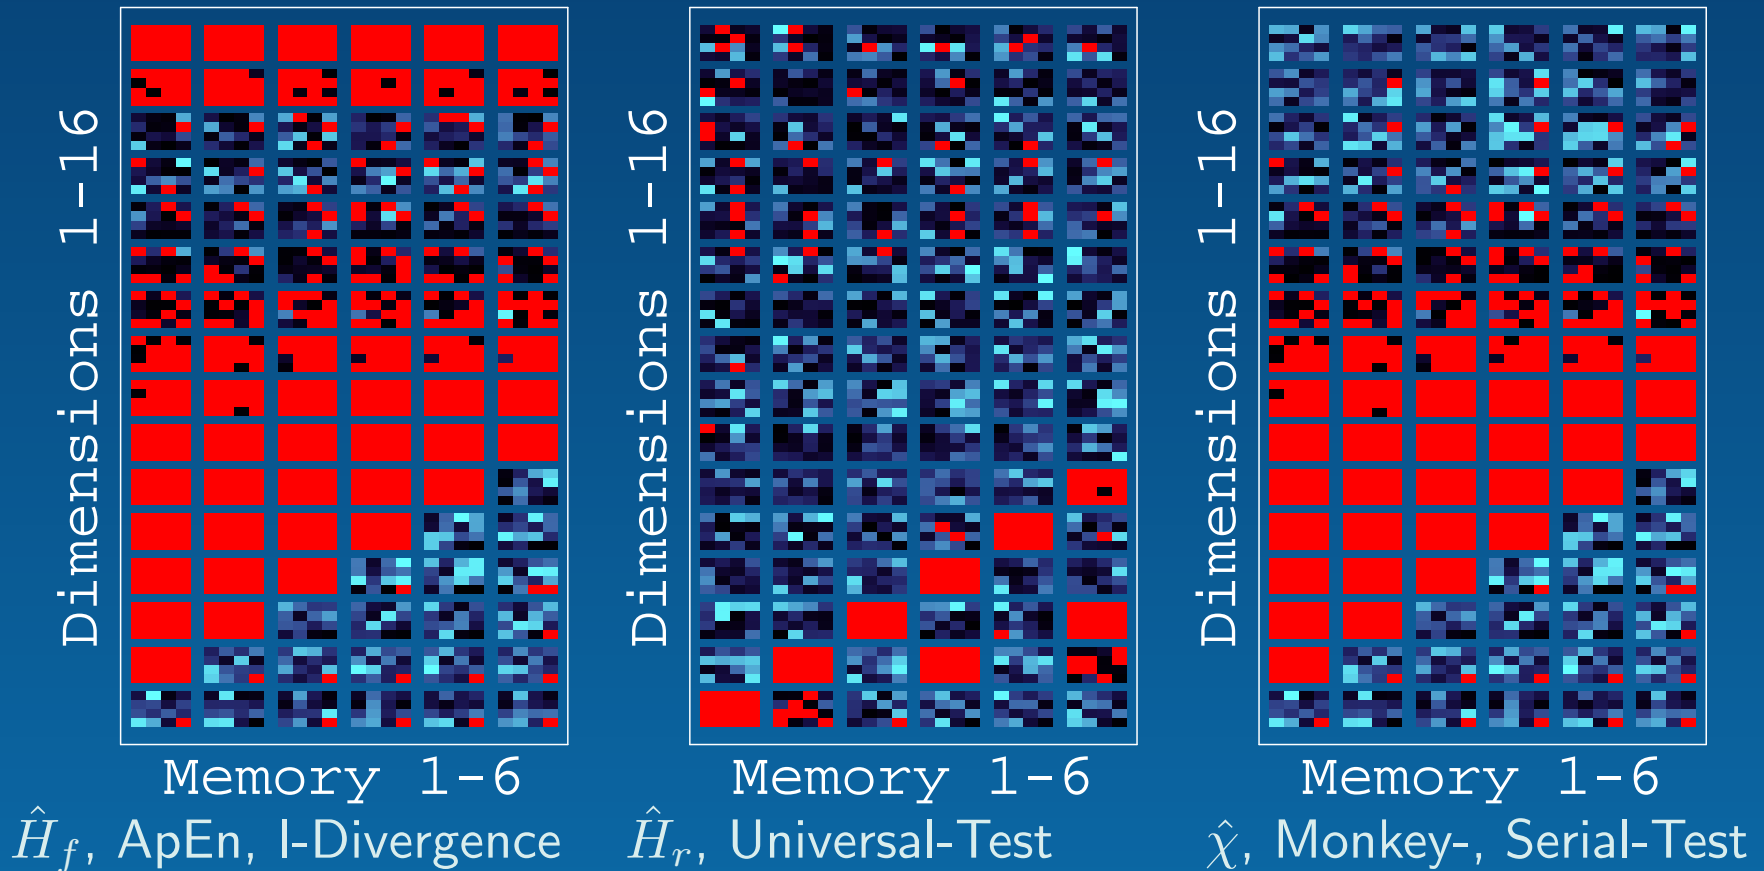 Dimensions 1-16
Memory 1-6
Ĥ_f, ApEn, I-Divergence
Dimensions 1-16
Memory 1-6
Ĥ_r, Universal-Test
Dimensions 1-16
Memory 1-6
χ̂, Monkey-, Serial-Test